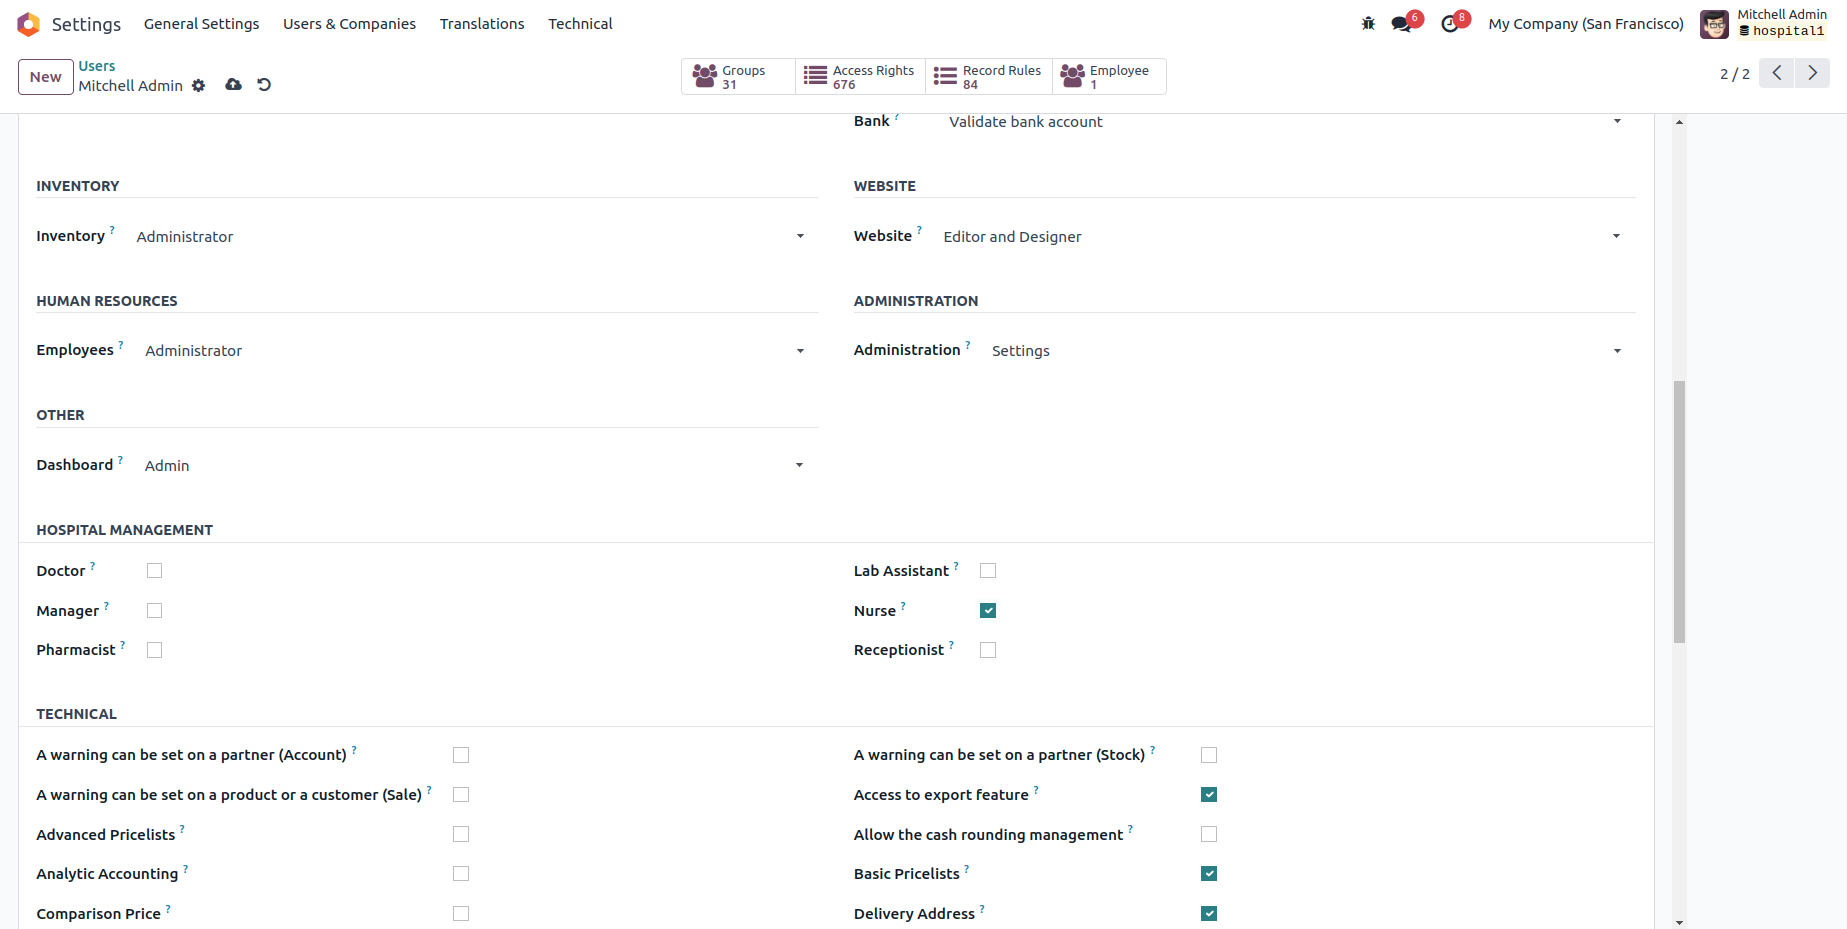 Settings General Settings Users & Companies Translations Technical 6 8 My Company (San Francisco) Mitchell Admin
hospital1
New Users
Mitchell Admin
Groups 31 Access Rights 676 Record Rules 84 Employee 1
2 / 2
Bank ? Validate bank account
INVENTORY WEBSITE
Inventory ? Administrator Website ? Editor and Designer
HUMAN RESOURCES ADMINISTRATION
Employees ? Administrator Administration ? Settings
OTHER
Dashboard ? Admin
HOSPITAL MANAGEMENT
Doctor ? Lab Assistant ?
Manager ? Nurse ?
Pharmacist ? Receptionist ?
TECHNICAL
A warning can be set on a partner (Account) ? A warning can be set on a partner (Stock) ?
A warning can be set on a product or a customer (Sale) ? Access to export feature ?
Advanced Pricelists ? Allow the cash rounding management ?
Analytic Accounting ? Basic Pricelists ?
Comparison Price ? Delivery Address ?